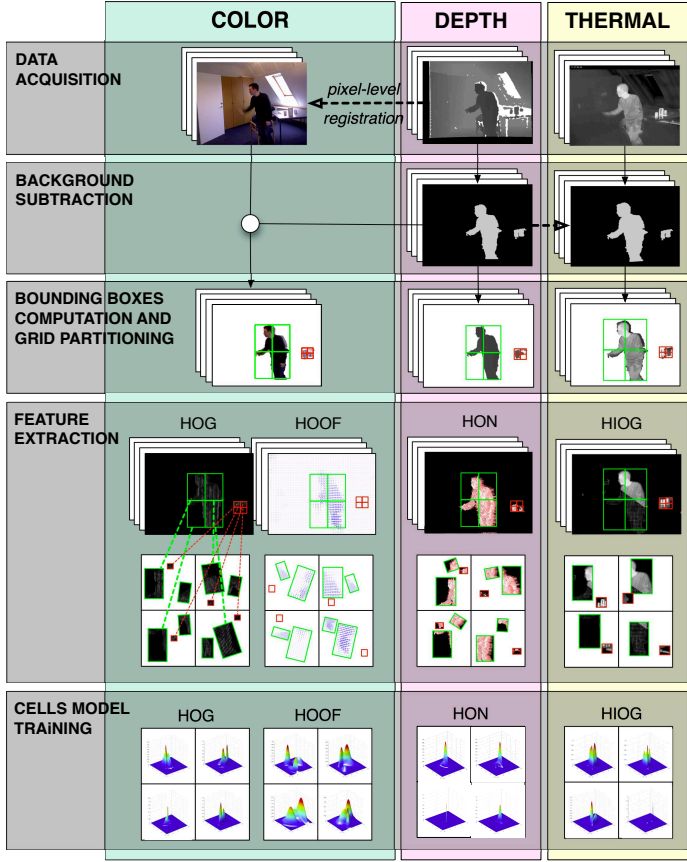 COLOR
DEPTH
THERMAL
DATA
ACQUISITION
pixel-level
registration
BACKGROUND
SUBTRACTION
BOUNDING BOXES
COMPUTATION AND
GRID PARTITIONING
FEATURE
EXTRACTION
HOG
HOOF
HON
HIOG
CELLS MODEL
TRAiNING
HOG
HOOF
HON
HIOG